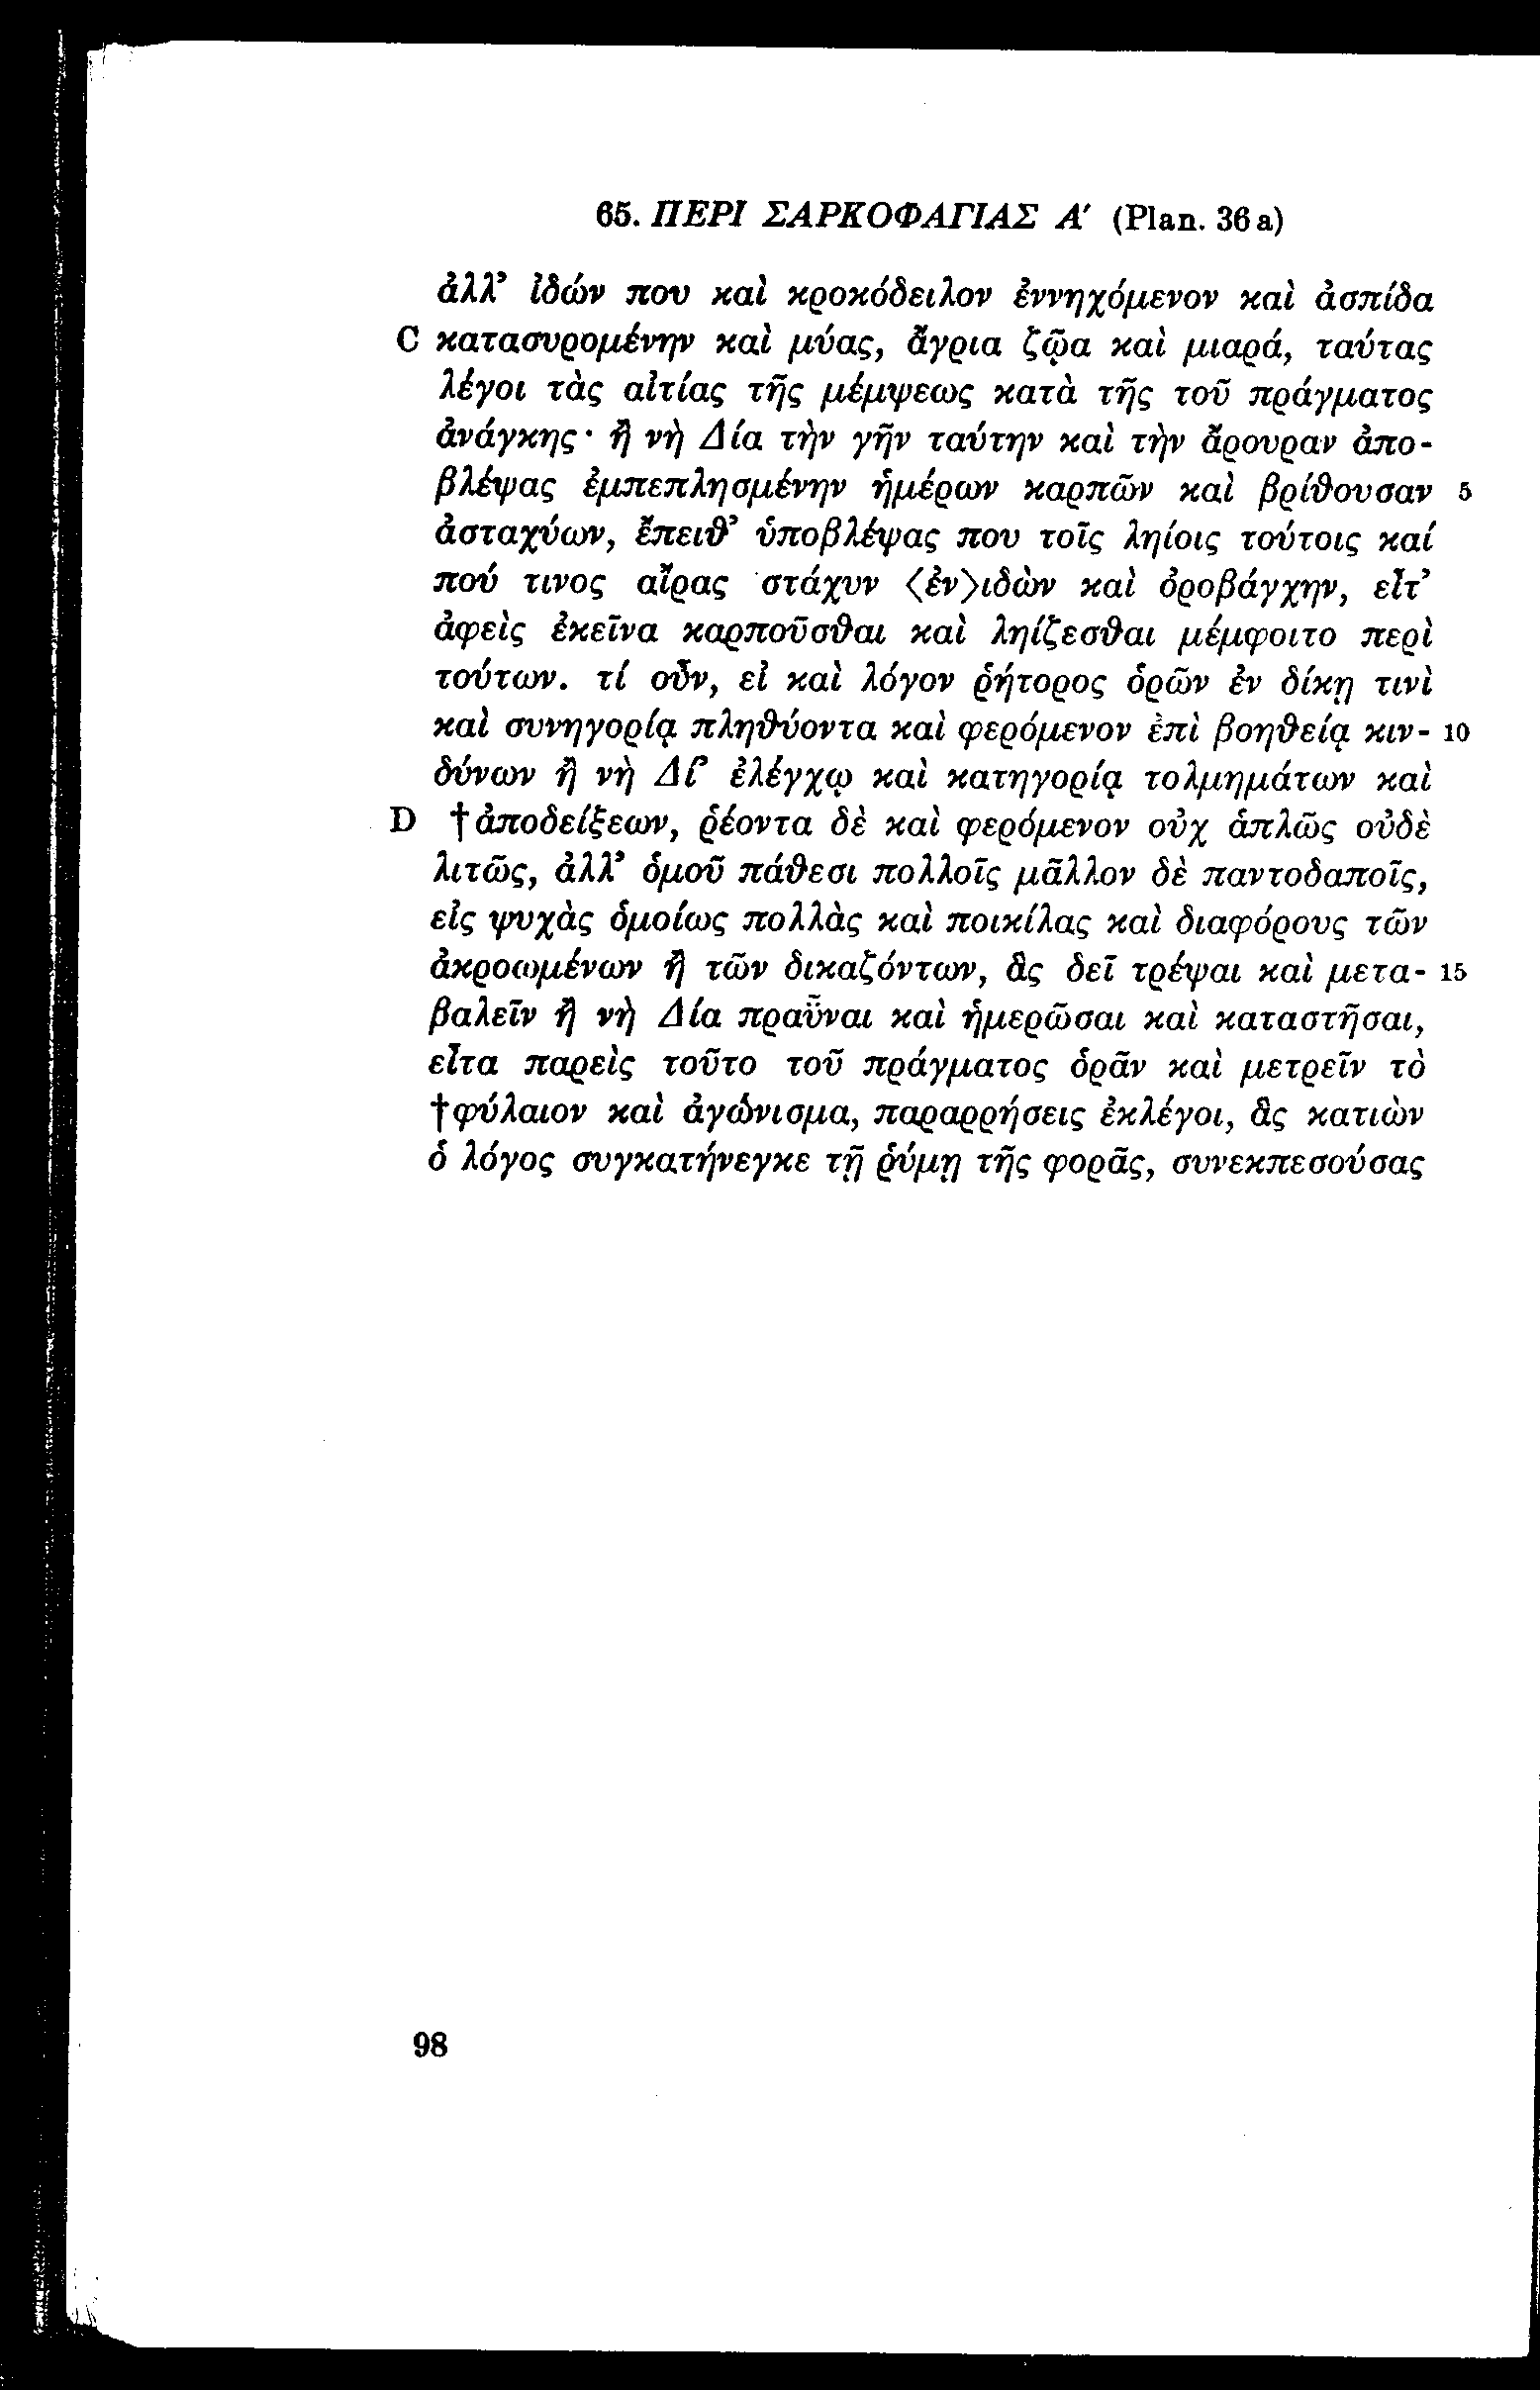 65. ΠΕΡΙ ΣΑΡΚΟΦΑΓΙΑΣ Α′ (Plan. 36 a)
ἀλλ’ ἰδών που καὶ κροκόδειλον ἐννηχόμενον καὶ ἀσπίδα
C κατασυρομένην καὶ μύας, ἄγρια ζῷα καὶ μιαρά, ταύτας
λέγοι τὰς αἰτίας τῆς μέμψεως κατὰ τῆς τοῦ πράγματος
ἀνάγκης· ἢ νὴ Δία τὴν γῆν ταύτην καὶ τὴν ἄρουραν ἀπο-
βλέψας ἐμπεπλησμένην ἡμέρων καρπῶν καὶ βρίθουσαν 5
ἀσταχύων, ἔπειθ’ ὑποβλέψας που τοῖς ληίοις τούτοις καί
πού τινος αἴρας στάχυν ⟨ἐν⟩ιδὼν καὶ ὀροβάγχην, εἶτ’
ἀφεὶς ἐκεῖνα καρποῦσθαι καὶ ληίζεσθαι μέμφοιτο περὶ
τούτων. τί οὖν, εἰ καὶ λόγον ῥήτορος ὁρῶν ἐν δίκῃ τινὶ
καὶ συνηγορίᾳ πληθύοντα καὶ φερόμενον ἐπὶ βοηθείᾳ κιν- 10
δύνων ἢ νὴ Δί’ ἐλέγχῳ καὶ κατηγορίᾳ τολμημάτων καὶ
D †ἀποδείξεων, ῥέοντα δὲ καὶ φερόμενον οὐχ ἁπλῶς οὐδὲ
λιτῶς, ἀλλ’ ὁμοῦ πάθεσι πολλοῖς μᾶλλον δὲ παντοδαποῖς,
εἰς ψυχὰς ὁμοίως πολλὰς καὶ ποικίλας καὶ διαφόρους τῶν
ἀκροωμένων ἢ τῶν δικαζόντων, ἃς δεῖ τρέψαι καὶ μετα- 15
βαλεῖν ἢ νὴ Δία πραῧναι καὶ ἡμερῶσαι καὶ καταστῆσαι,
εἶτα παρεὶς τοῦτο τοῦ πράγματος ὁρᾶν καὶ μετρεῖν τὸ
†φύλαιον καὶ ἀγώνισμα, παραρρήσεις ἐκλέγοι, ἃς κατιὼν
ὁ λόγος συγκατήνεγκε τῇ ῥύμῃ τῆς φορᾶς, συνεκπεσούσας
98